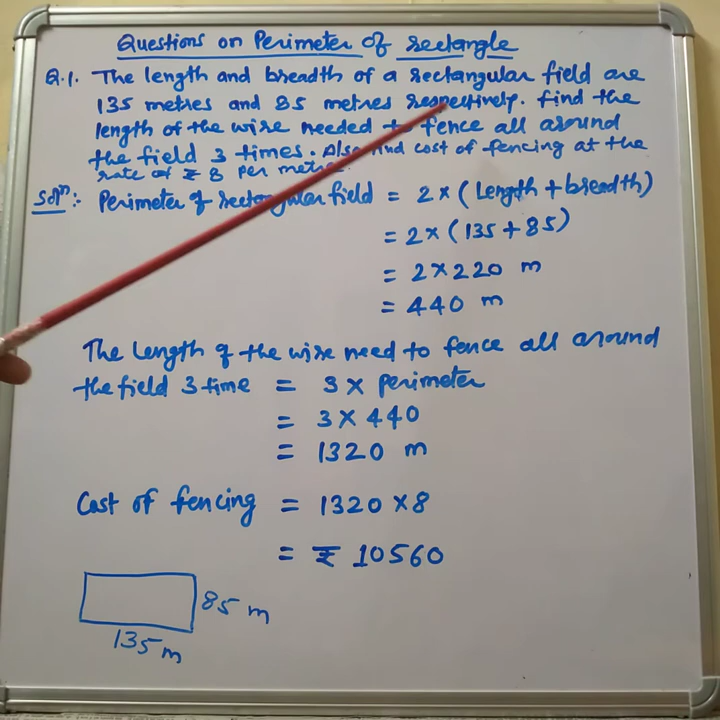 Questions on Perimeter of rectangle
Q.1. The length and breadth of a rectangular field are
135 metres and 85 metres respectively. find the
length of the wire needed to fence all around
the field 3 times. Also find cost of fencing at the
rate of ₹ 8 per metre.
Solⁿ:- Perimeter of rectangular field = 2 × (Length + breadth)
= 2 × (135 + 85)
= 2 × 220 m
= 440 m
The Length of the wire need to fence all around
the field 3 time = 3 × perimeter
= 3 × 440
= 1320 m
Cost of fencing = 1320 × 8
= ₹ 10560
85 m
135 m